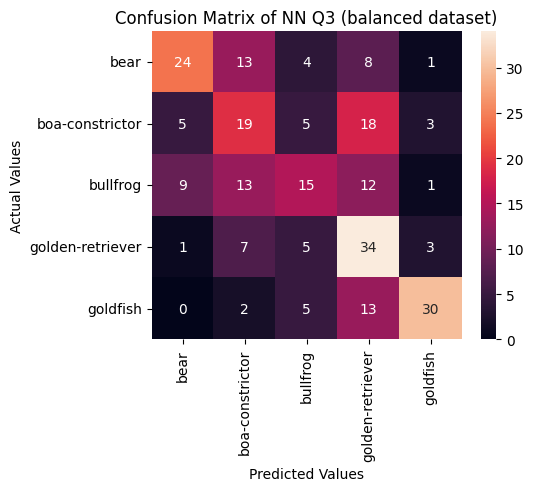 Confusion Matrix of NN Q3 (balanced dataset)
bear 24 13 4 8 1
boa-constrictor 5 19 5 18 3
bullfrog 9 13 15 12 1
golden-retriever 1 7 5 34 3
goldfish 0 2 5 13 30
Actual Values
bear boa-constrictor bullfrog golden-retriever goldfish
Predicted Values
30
25
20
15
10
5
0